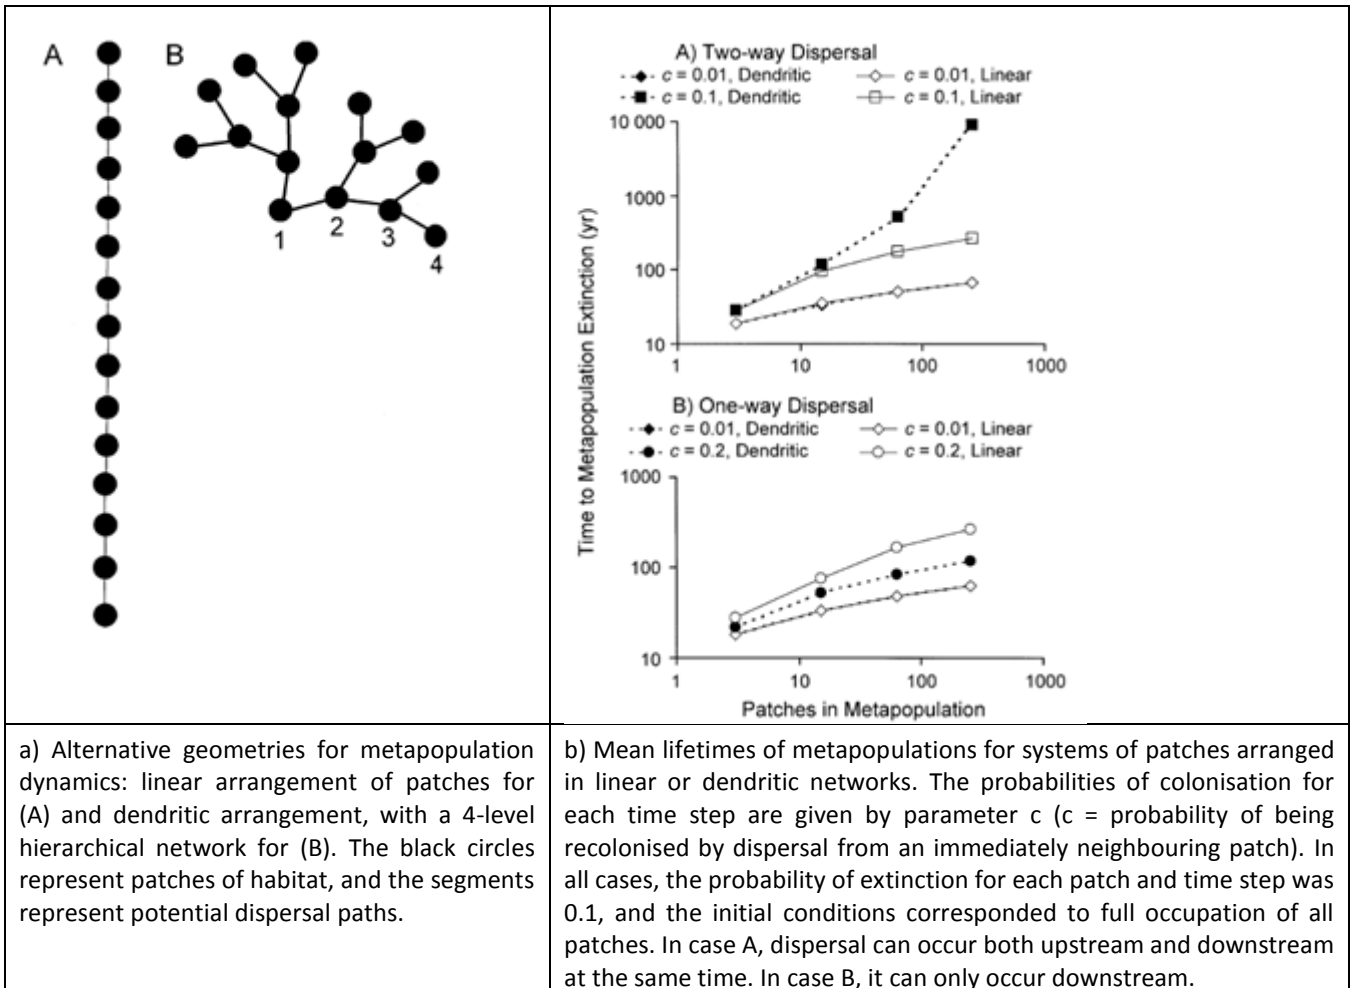 A
B
1
2
3
4
A) Two-way Dispersal
c = 0.01, Dendritic
c = 0.01, Linear
c = 0.1, Dendritic
c = 0.1, Linear
10 000
1000
100
10
1
10
100
1000
B) One-way Dispersal
c = 0.01, Dendritic
c = 0.01, Linear
c = 0.2, Dendritic
c = 0.2, Linear
1000
100
10
1
10
100
1000
Time to Metapopulation Extinction (yr)
Patches in Metapopulation
a) Alternative geometries for metapopulation
dynamics: linear arrangement of patches for
(A) and dendritic arrangement, with a 4-level
hierarchical network for (B). The black circles
represent patches of habitat, and the segments
represent potential dispersal paths.
b) Mean lifetimes of metapopulations for systems of patches arranged
in linear or dendritic networks. The probabilities of colonisation for
each time step are given by parameter c (c = probability of being
recolonised by dispersal from an immediately neighbouring patch). In
all cases, the probability of extinction for each patch and time step was
0.1, and the initial conditions corresponded to full occupation of all
patches. In case A, dispersal can occur both upstream and downstream
at the same time. In case B, it can only occur downstream.